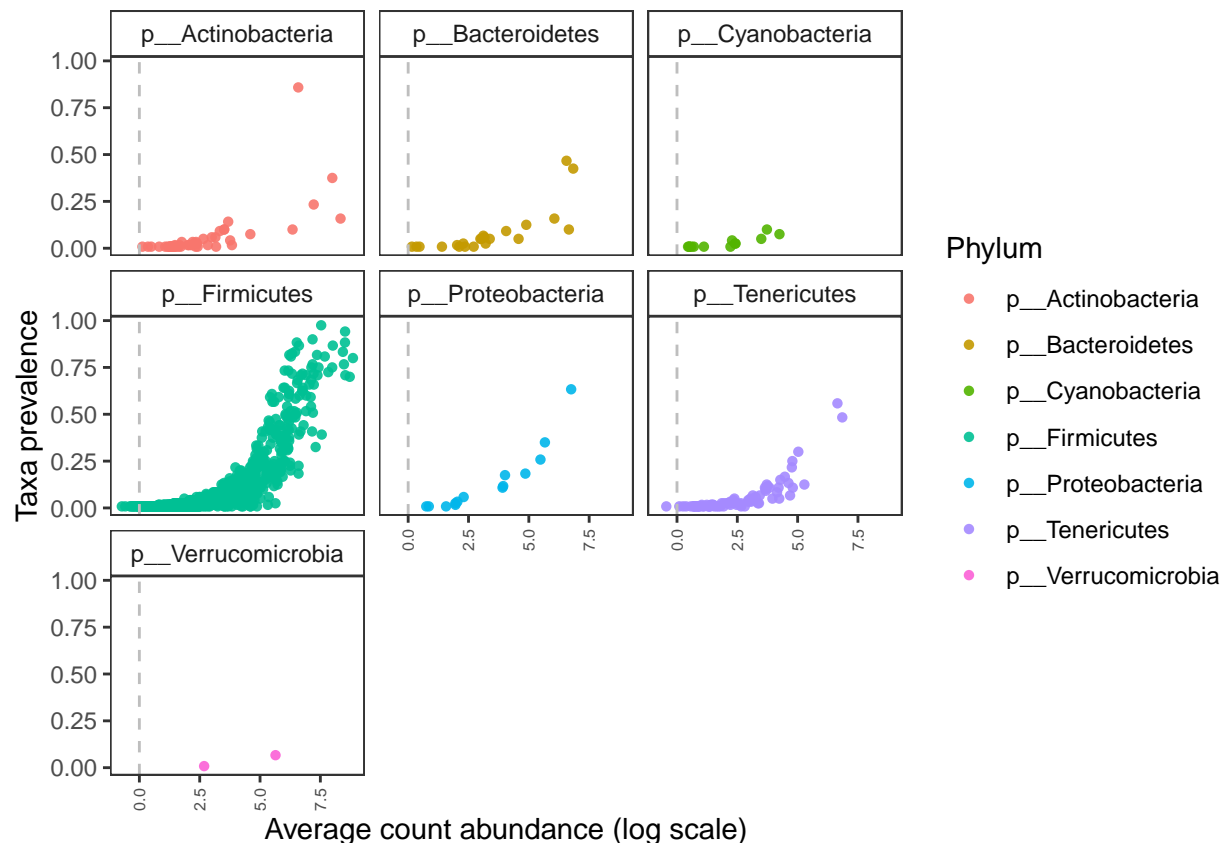 p__Actinobacteria p__Bacteroidetes p__Cyanobacteria
1.00
0.75
0.50
0.25
0.00
p__Firmicutes p__Proteobacteria p__Tenericutes
1.00
0.75
0.50
0.25
0.00
0.0 2.5 5.0 7.5 0.0 2.5 5.0 7.5
p__Verrucomicrobia
1.00
0.75
0.50
0.25
0.00
0.0 2.5 5.0 7.5
Taxa prevalence
Average count abundance (log scale)
Phylum
p__Actinobacteria
p__Bacteroidetes
p__Cyanobacteria
p__Firmicutes
p__Proteobacteria
p__Tenericutes
p__Verrucomicrobia